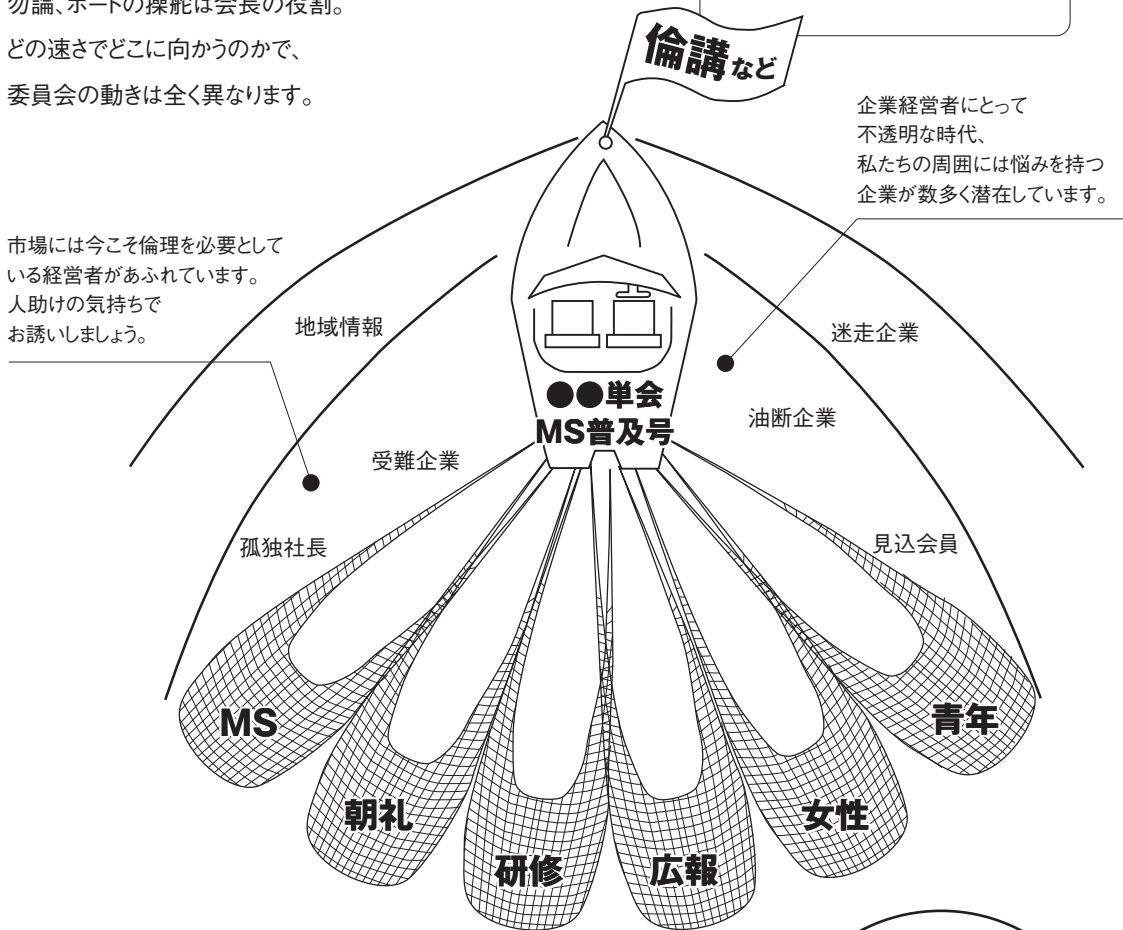 勿論、ボートの操舵は会長の役割。
どの速さでどこに向かうのかで、
委員会の動きは全く異なります。
倫講など
企業経営者にとって
不透明な時代、
私たちの周囲には悩みを持つ
企業が数多く潜在しています。
市場には今こそ倫理を必要として
いる経営者があふれています。
人助けの気持ちで
お誘いしましょう。
地域情報
迷走企業
●●単会
MS普及号
油断企業
受難企業
孤独社長
見込会員
MS
青年
朝礼
女性
研修
広報